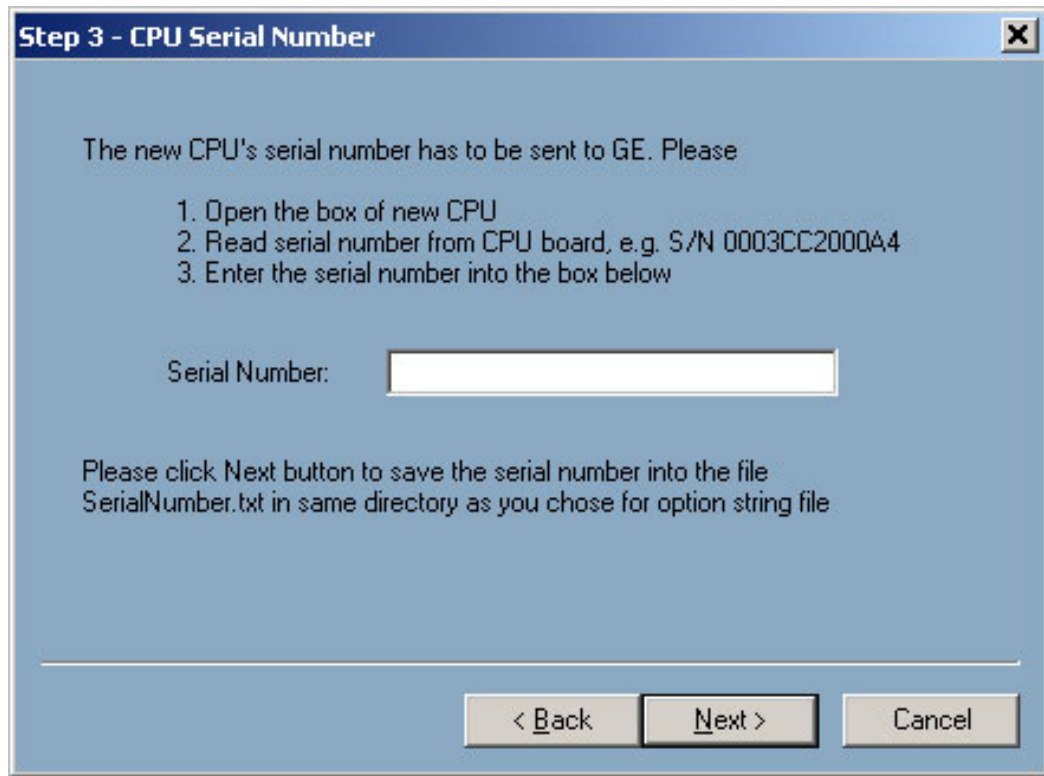 Step 3 - CPU Serial Number
The new CPU's serial number has to be sent to GE. Please
1. Open the box of new CPU
2. Read serial number from CPU board, e.g. S/N 0003CC2000A4
3. Enter the serial number into the box below
Serial Number:
Please click Next button to save the serial number into the file
SerialNumber.txt in same directory as you chose for option string file
< Back
Next >
Cancel